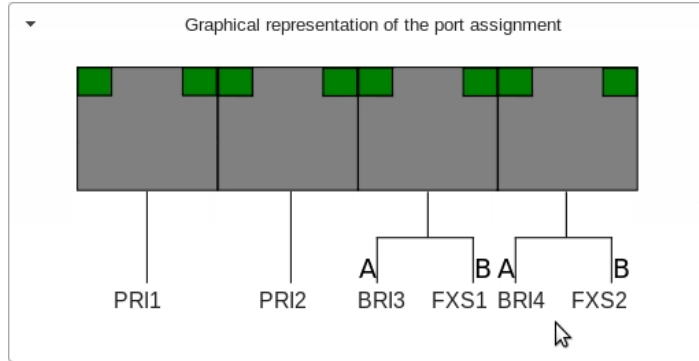 Graphical representation of the port assignment
A B A B
PRI1 PRI2 BRI3 FXS1 BRI4 FXS2